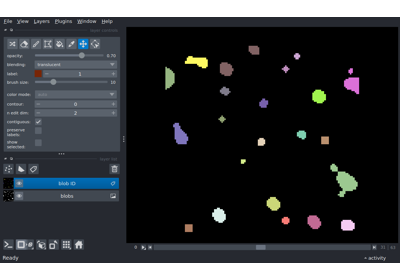 File View Layers Plugins Window Help
opacity: 0.70
blending: translucent
label: 1
brush size: 10
color mode:
contour: 0
n edit dim: 2
contiguous:
preserve
labels:
show
selected:
blob ID
blobs
0
Ready
activity